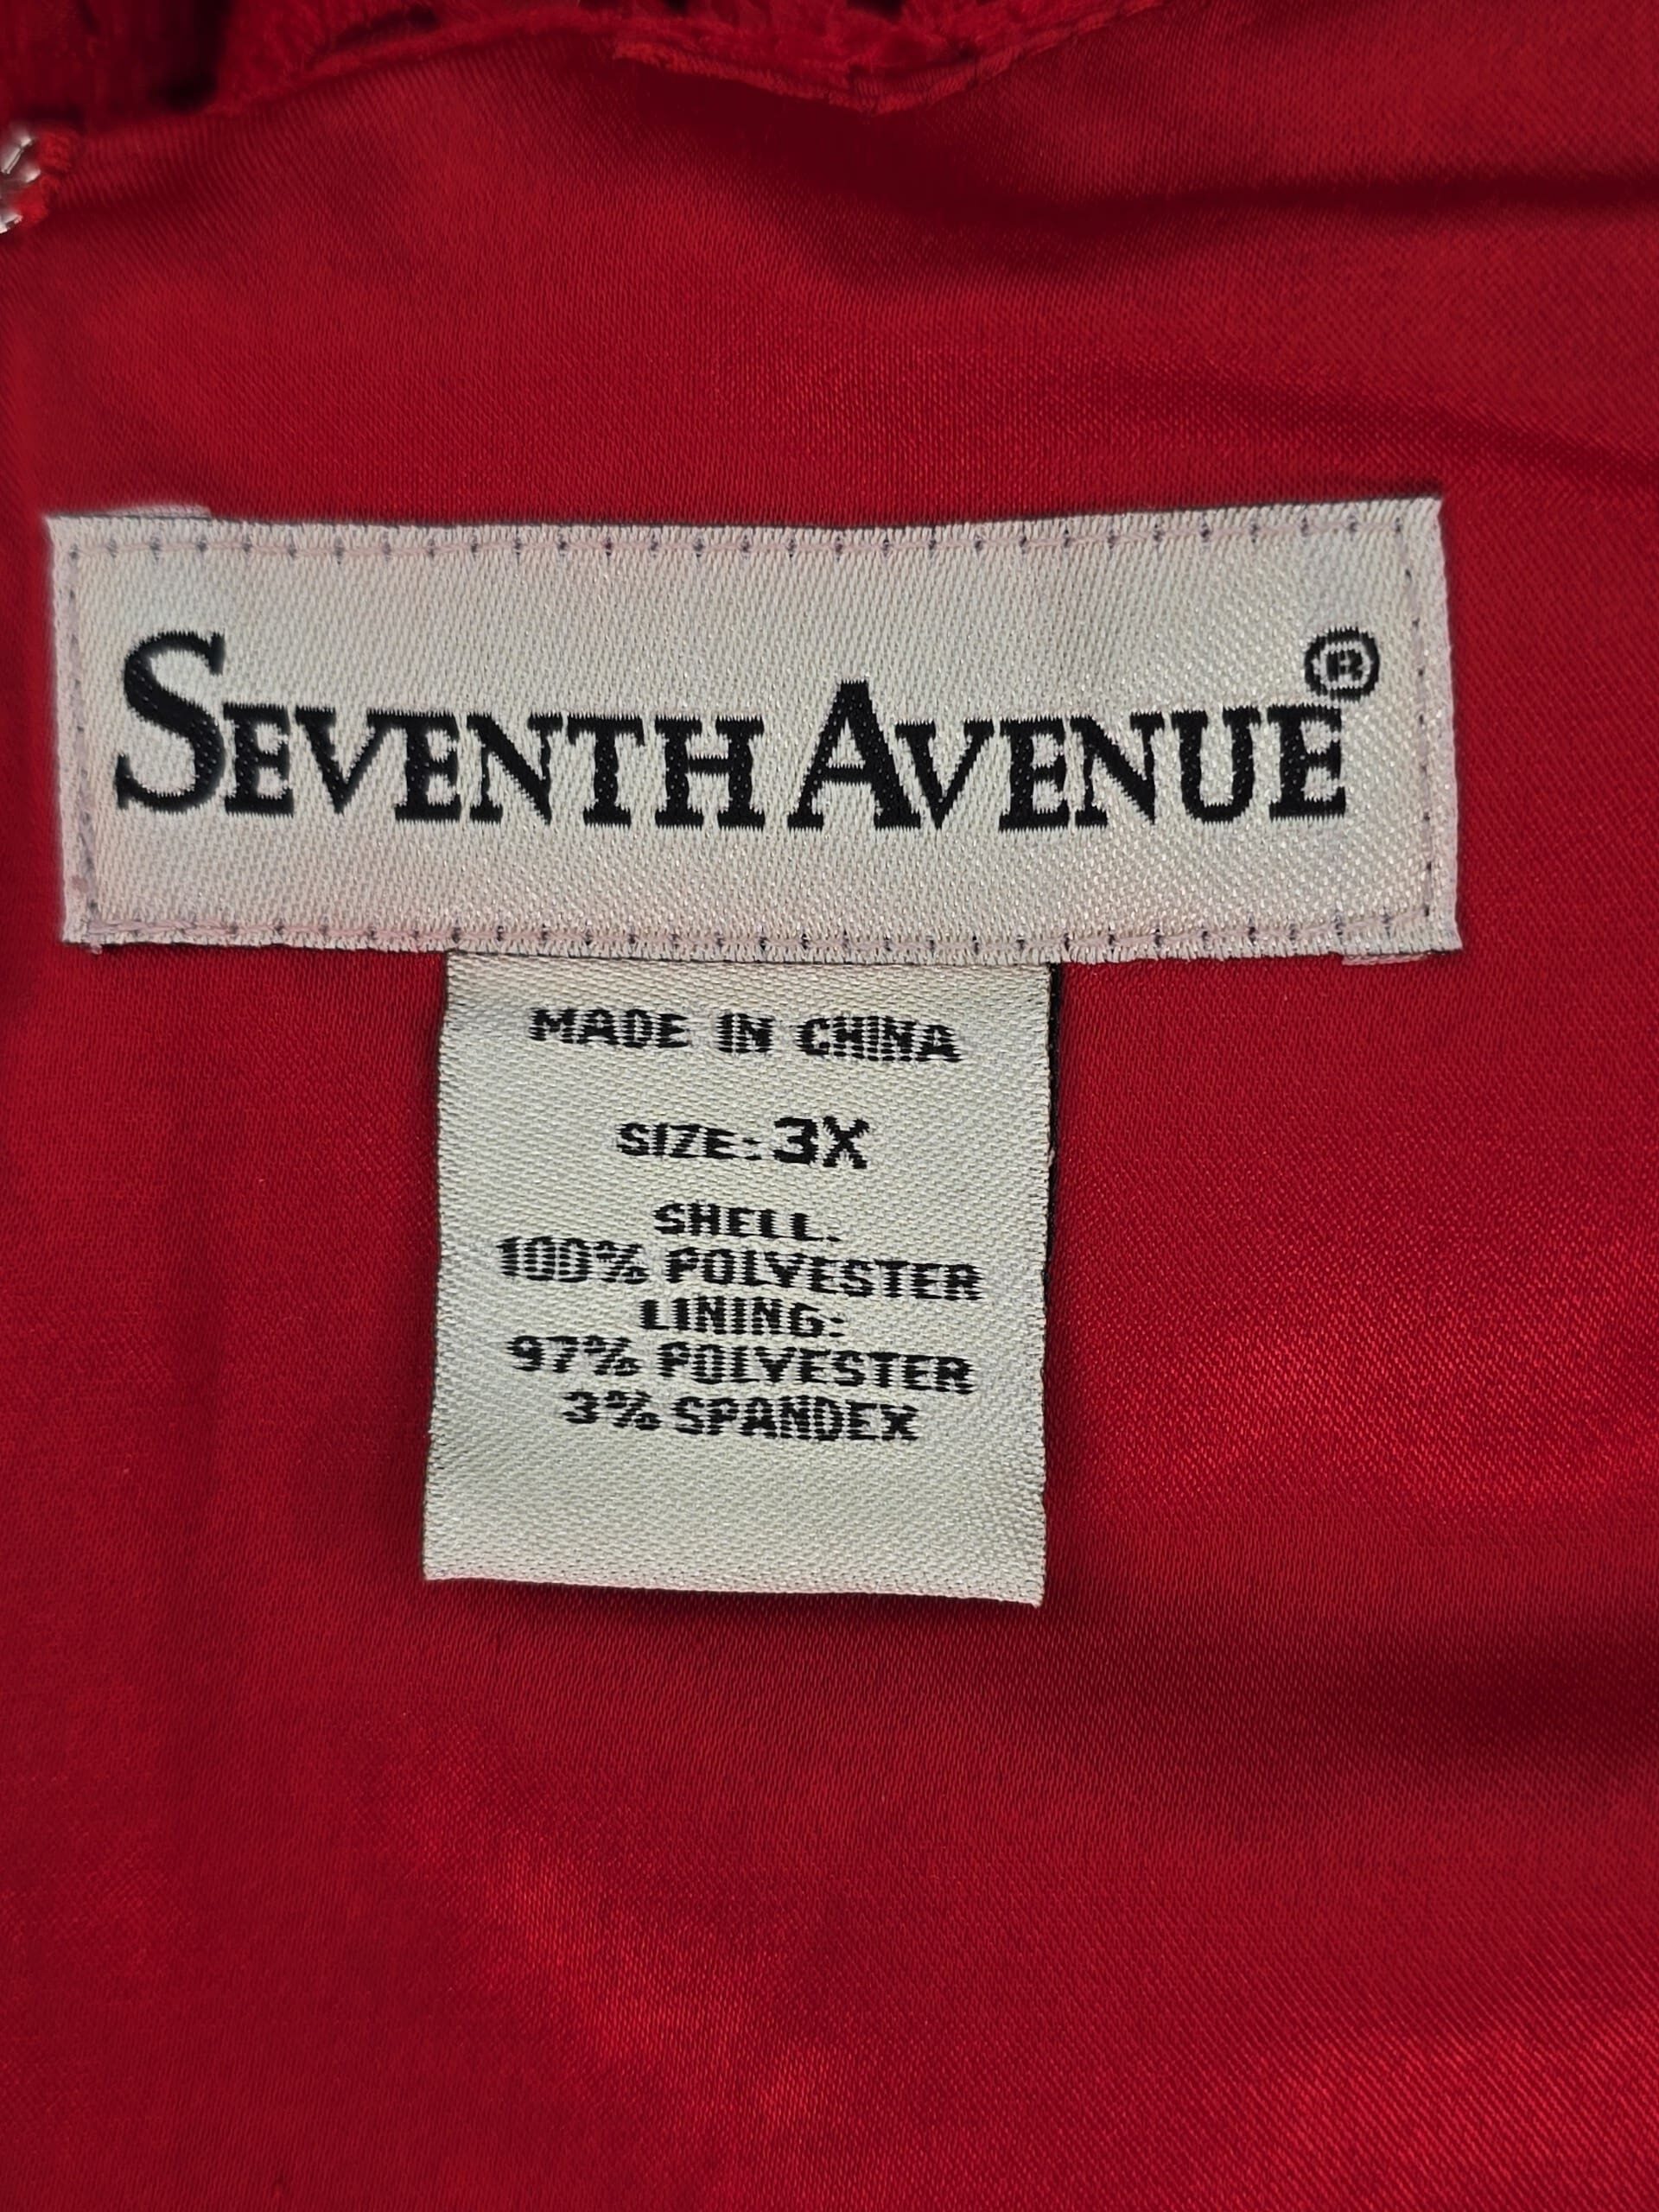 SEVENTH AVENUE®
MADE IN CHINA
SIZE: 3X
SHELL:
100% POLYESTER
LINING:
97% POLYESTER
3% SPANDEX